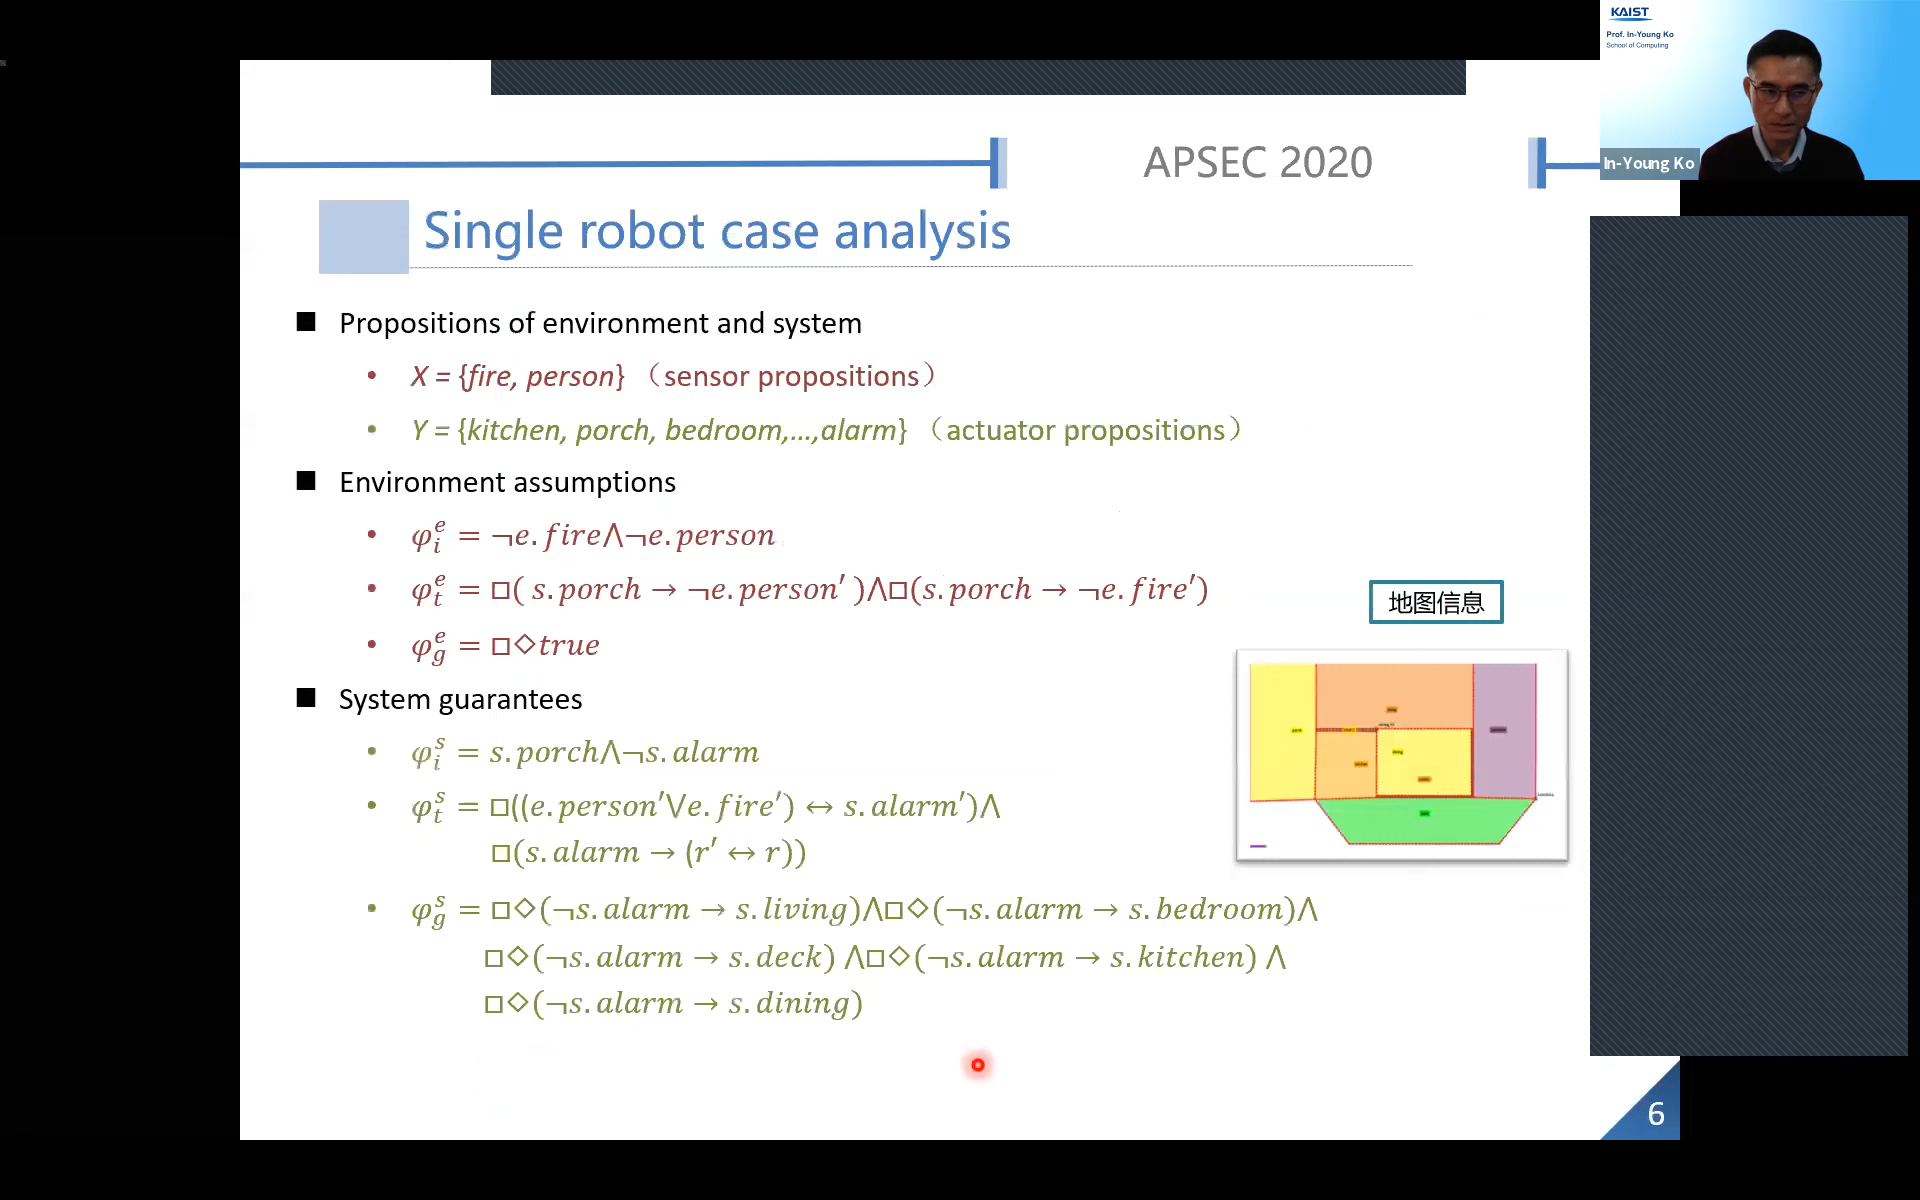 KAIST
Prof. In-Young Ko
School of Computing
In-Young Ko
APSEC 2020
Single robot case analysis
■ Propositions of environment and system
• X = {fire, person} （sensor propositions）
• Y = {kitchen, porch, bedroom,...,alarm} （actuator propositions）
■ Environment assumptions
• φᵢᵉ = ¬e.fire⋀¬e.person
• φₜᵉ = □( s.porch → ¬e.person′ )⋀□(s.porch → ¬e.fire′)
• φ_g^e = □◇true
地图信息
■ System guarantees
• φᵢˢ = s.porch⋀¬s.alarm
• φₜˢ = □((e.person′⋁e.fire′) ↔ s.alarm′)⋀
□(s.alarm → (r′ ↔ r))
• φ_g^s = □◇(¬s.alarm → s.living)⋀□◇(¬s.alarm → s.bedroom)⋀
□◇(¬s.alarm → s.deck) ⋀□◇(¬s.alarm → s.kitchen) ⋀
□◇(¬s.alarm → s.dining)
6